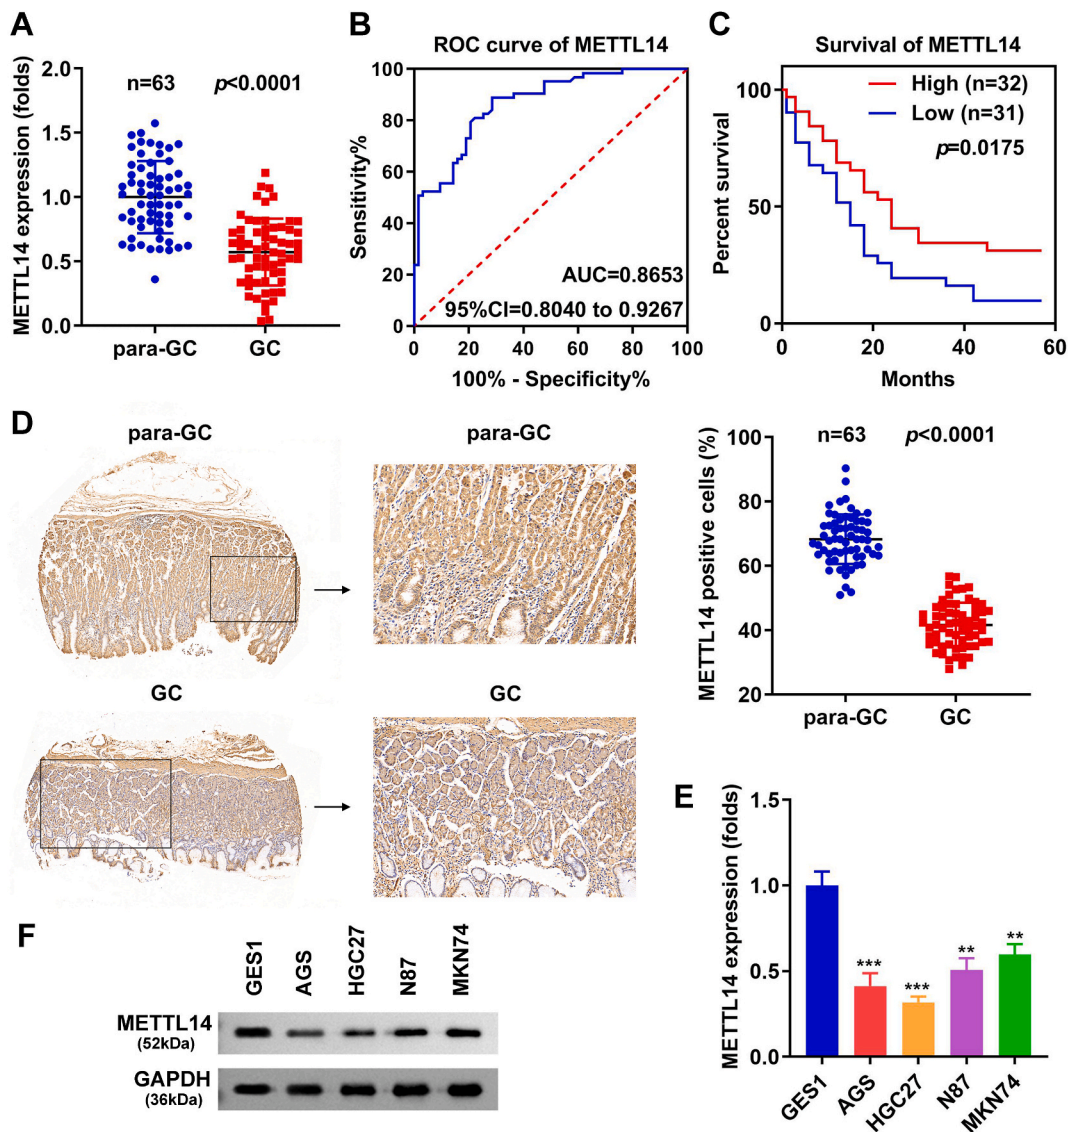 A
METTL14 expression (folds)
2.0
1.5
1.0
0.5
0.0
n=63
p<0.0001
para-GC
GC
B
ROC curve of METTL14
Sensitivity%
100
80
60
40
20
0
AUC=0.8653
95%CI=0.8040 to 0.9267
0 20 40 60 80 100
100% - Specificity%
C
Survival of METTL14
Percent survival
100
50
0
High (n=32)
Low (n=31)
p=0.0175
0 20 40 60
Months
D
para-GC
para-GC
GC
GC
METTL14 positive cells (%)
100
80
60
40
20
n=63
p<0.0001
para-GC
GC
E
METTL14 expression (folds)
1.5
1.0
0.5
0.0
***
***
**
**
GES1
AGS
HGC27
N87
MKN74
F
GES1
AGS
HGC27
N87
MKN74
METTL14
(52kDa)
GAPDH
(36kDa)